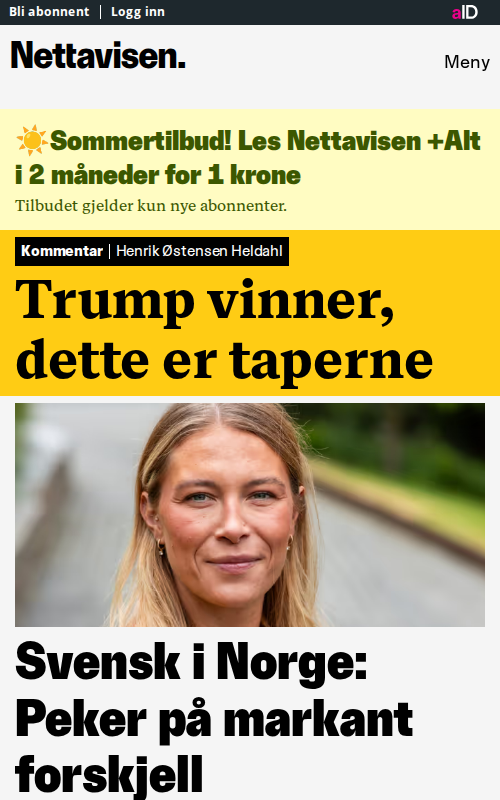 Bli abonnent | Logg inn
aID
Nettavisen.
Meny
☀️Sommertilbud! Les Nettavisen +Alt
i 2 måneder for 1 krone
Tilbudet gjelder kun nye abonnenter.
Kommentar | Henrik Østensen Heldahl
Trump vinner,
dette er taperne
Svensk i Norge:
Peker på markant
forskjell